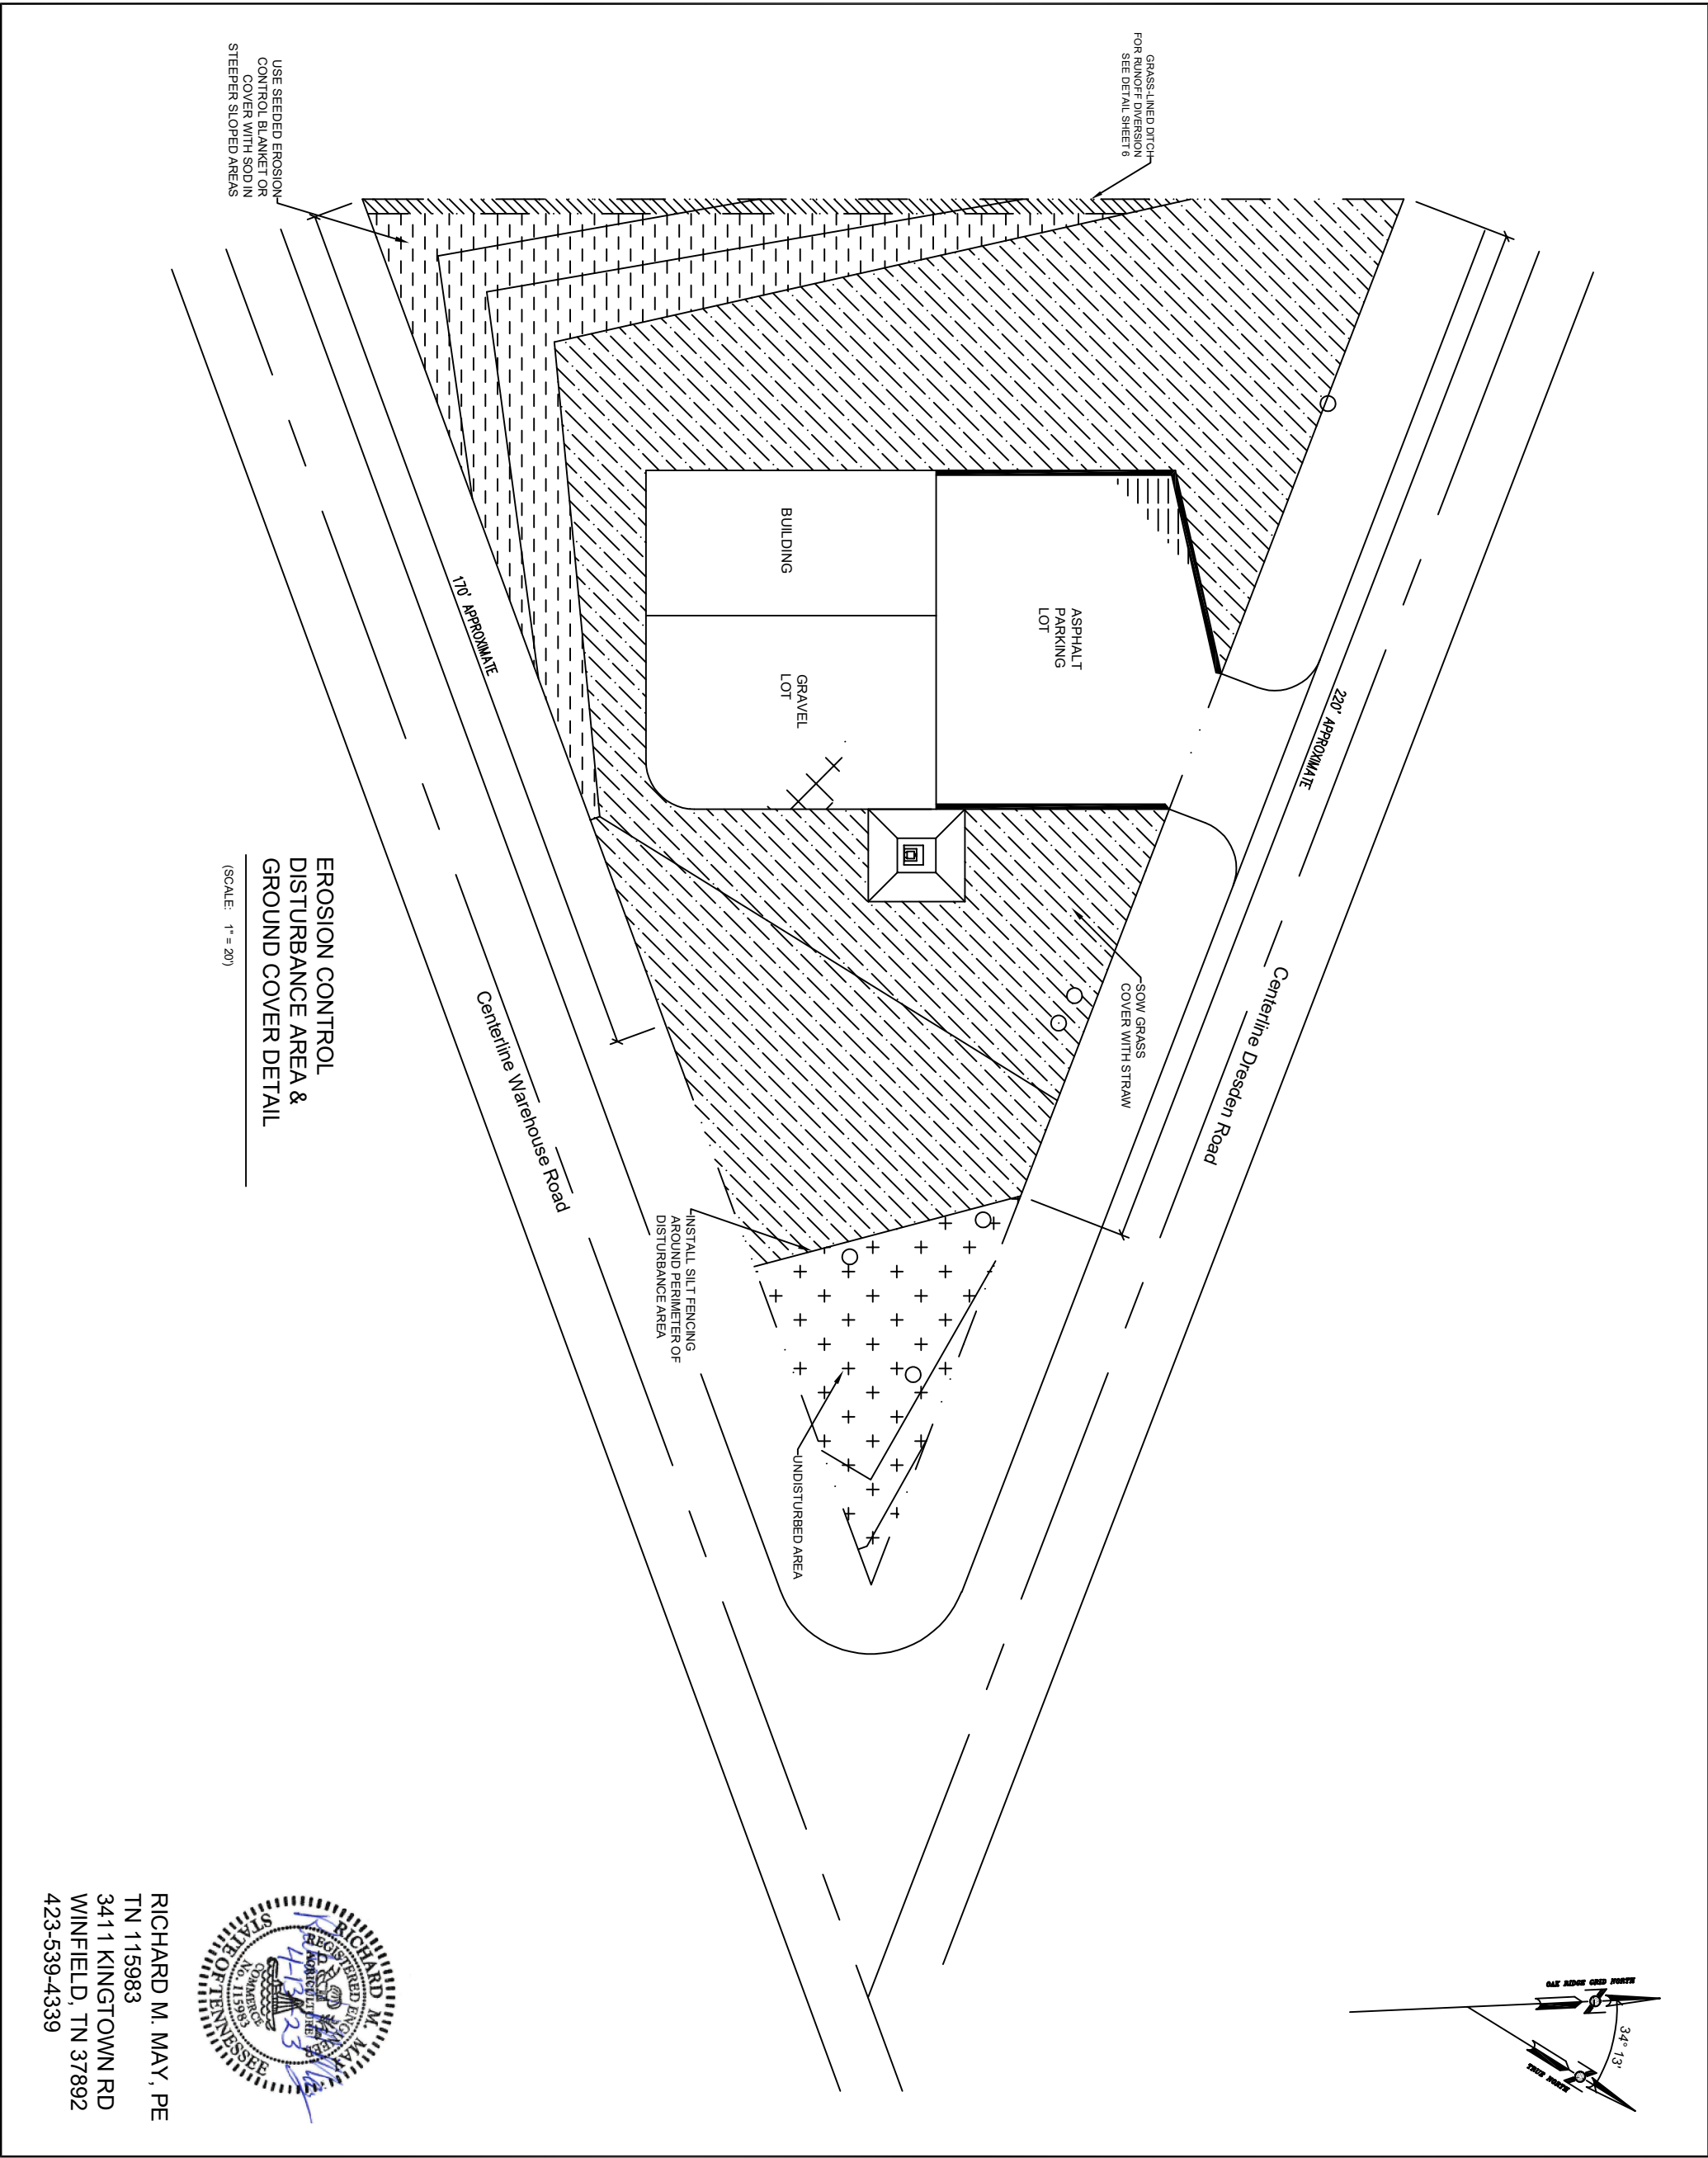 GRASS-LINED DITCH
FOR RUNOFF DIVERSION
SEE DETAIL SHEET 6
USE SEEDED EROSION
CONTROL BLANKET OR
COVER WITH SOD IN
STEEPER SLOPED AREAS
BUILDING
ASPHALT
PARKING
LOT
GRAVEL
LOT
170' APPROXIMATE
220' APPROXIMATE
SOW GRASS
COVER WITH STRAW
Centerline Dresden Road
Centerline Warehouse Road
INSTALL SILT FENCING
AROUND PERIMETER OF
DISTURBANCE AREA
UNDISTURBED AREA
EROSION CONTROL
DISTURBANCE AREA &
GROUND COVER DETAIL
(SCALE: 1" = 20')
OAK RIDGE GRID NORTH
34° 13'
TRUE NORTH
RICHARD M. MAY
REGISTERED ENGINEER
AGRICULTURE
4-13-23
COMMERCE
No. 115983
STATE OF TENNESSEE
RICHARD M. MAY, PE
TN 115983
3411 KINGTOWN RD
WINFIELD, TN 37892
423-539-4339